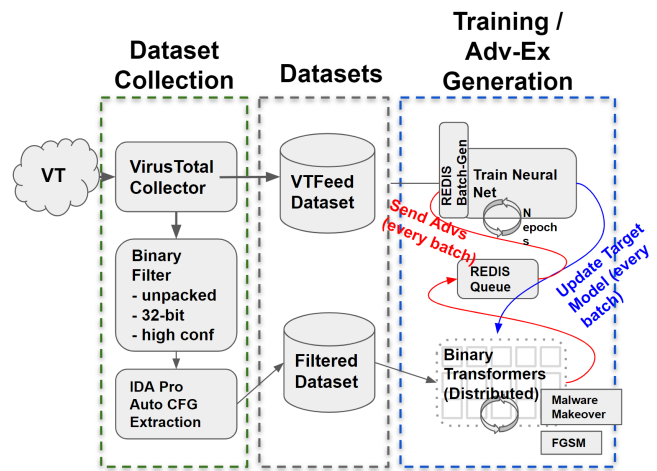 Dataset
Collection
Datasets
Training /
Adv-Ex
Generation
VT
VirusTotal
Collector
VTFeed
Dataset
REDIS
Batch-Gen
Train Neural
Net
N
epoch
s
Send Advs
(every batch)
Update Target
Model (every
batch)
REDIS
Queue
Binary
Filter
- unpacked
- 32-bit
- high conf
IDA Pro
Auto CFG
Extraction
Filtered
Dataset
Binary
Transformers
(Distributed)
Malware
Makeover
FGSM